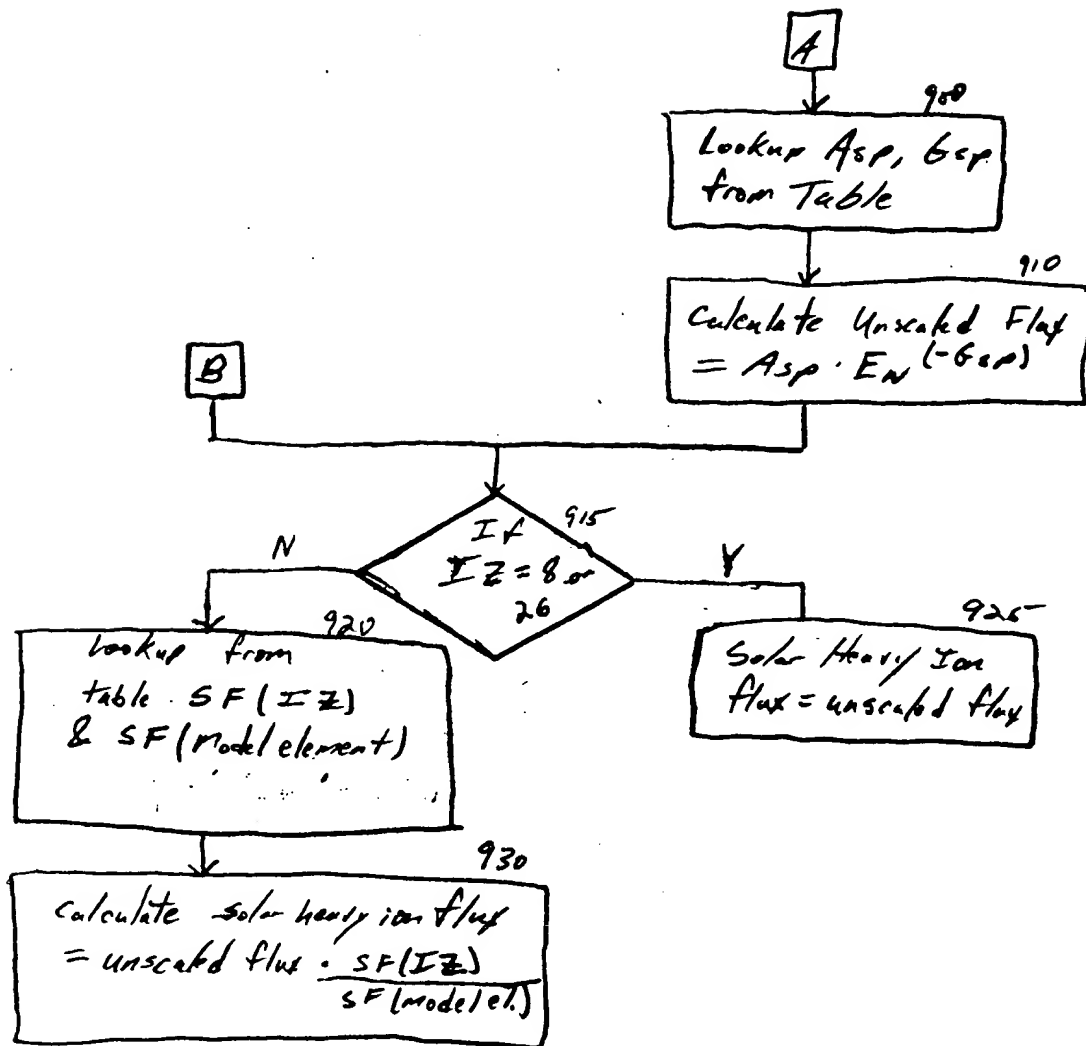 A
900
Lookup Asp, Gsp
from Table
910
Calculate Unscaled Flux
= Asp · EN (-Gsp)
B
915
If
IZ = 8 or
26
N
Y
920
Lookup from
table SF(IZ)
& SF(Model element)
925
Solar Heavy Ion
flux = unscaled flux
930
Calculate solar heavy ion flux
= unscaled flux · SF(IZ)
SF(model el.)